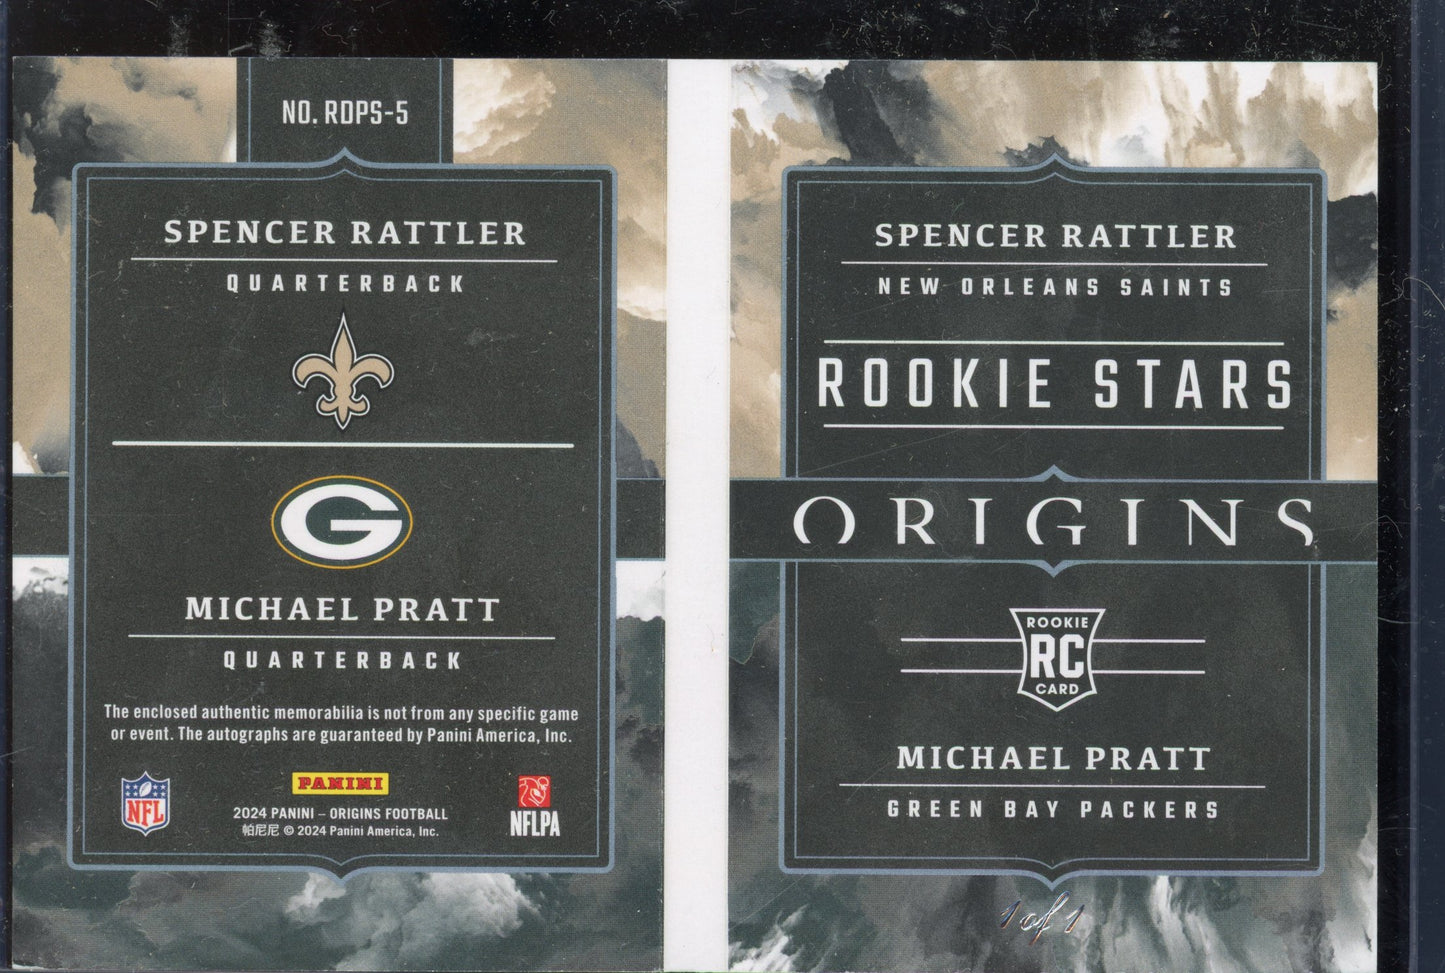 NO. RDPS-5
SPENCER RATTLER
QUARTERBACK
G
MICHAEL PRATT
QUARTERBACK
The enclosed authentic memorabilia is not from any specific game
or event. The autographs are guaranteed by Panini America, Inc.
NFL
PANINI
2024 PANINI – ORIGINS FOOTBALL
帕尼尼 © 2024 Panini America, Inc.
NFLPA
SPENCER RATTLER
NEW ORLEANS SAINTS
ROOKIE STARS
ORIGINS
ROOKIE
RC
CARD
MICHAEL PRATT
GREEN BAY PACKERS
1 of 1